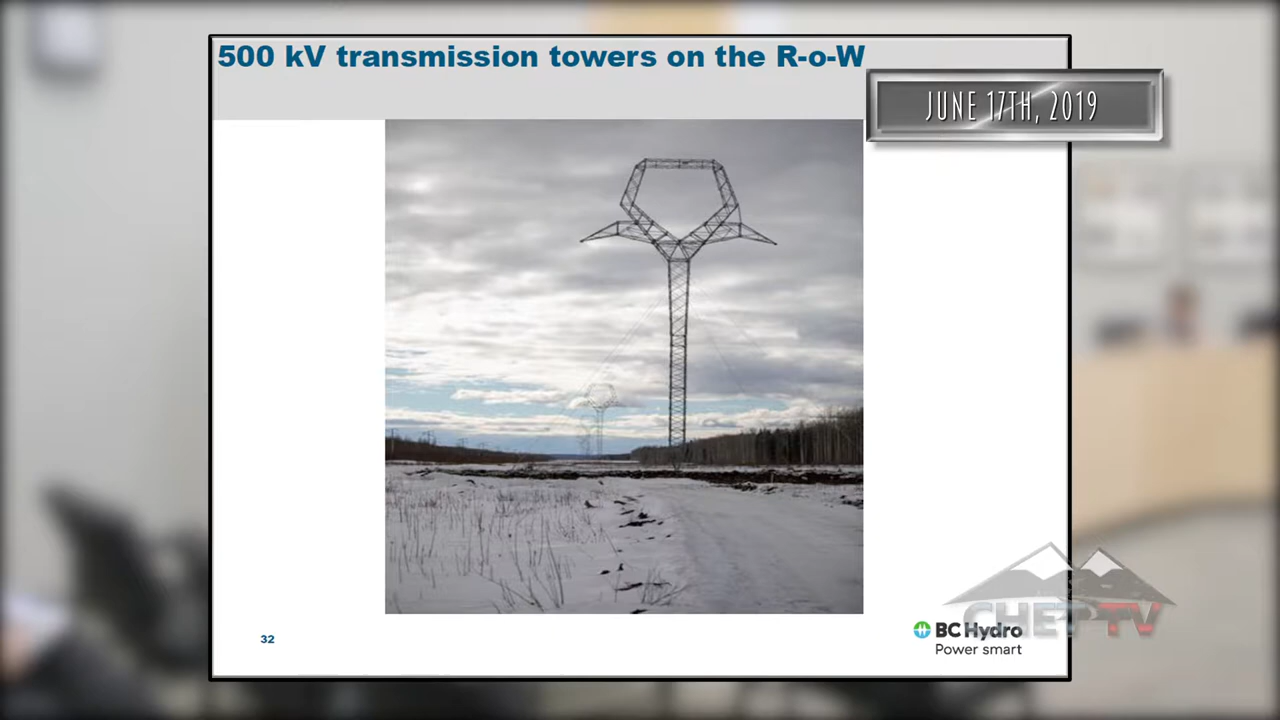 500 kV transmission towers on the R-o-W
JUNE 17TH, 2019
32
BC Hydro
Power smart
CHET TV